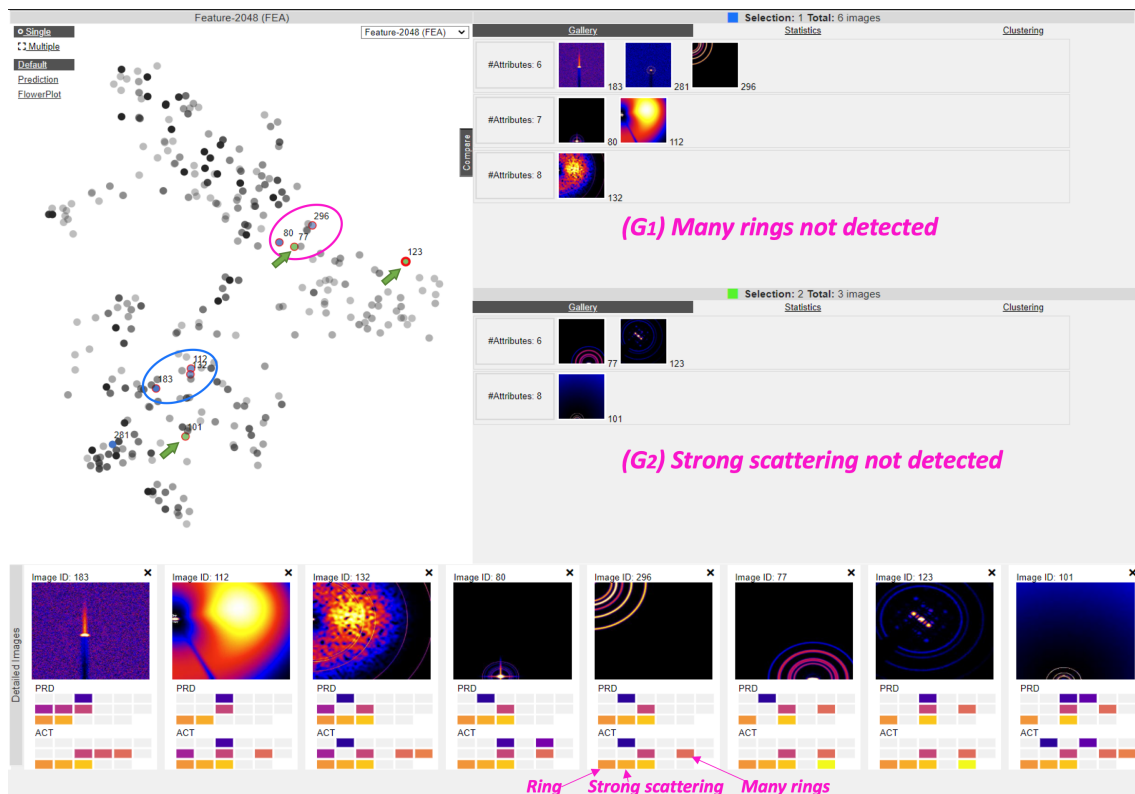 Feature-2048 (FEA)
Single
Multiple
Default
Prediction
FlowerPlot
Feature-2048 (FEA)
296
80
77
123
112
132
183
101
281
Compare
Selection: 1 Total: 6 images
Gallery Statistics Clustering
#Attributes: 6
183 281 296
#Attributes: 7
80 112
#Attributes: 8
132
(G1) Many rings not detected
Selection: 2 Total: 3 images
Gallery Statistics Clustering
#Attributes: 6
77 123
#Attributes: 8
101
(G2) Strong scattering not detected
Detailed Images
Image ID: 183 Image ID: 112 Image ID: 132 Image ID: 80 Image ID: 296 Image ID: 77 Image ID: 123 Image ID: 101
PRD PRD PRD PRD PRD PRD PRD PRD
ACT ACT ACT ACT ACT ACT ACT ACT
Ring Strong scattering Many rings